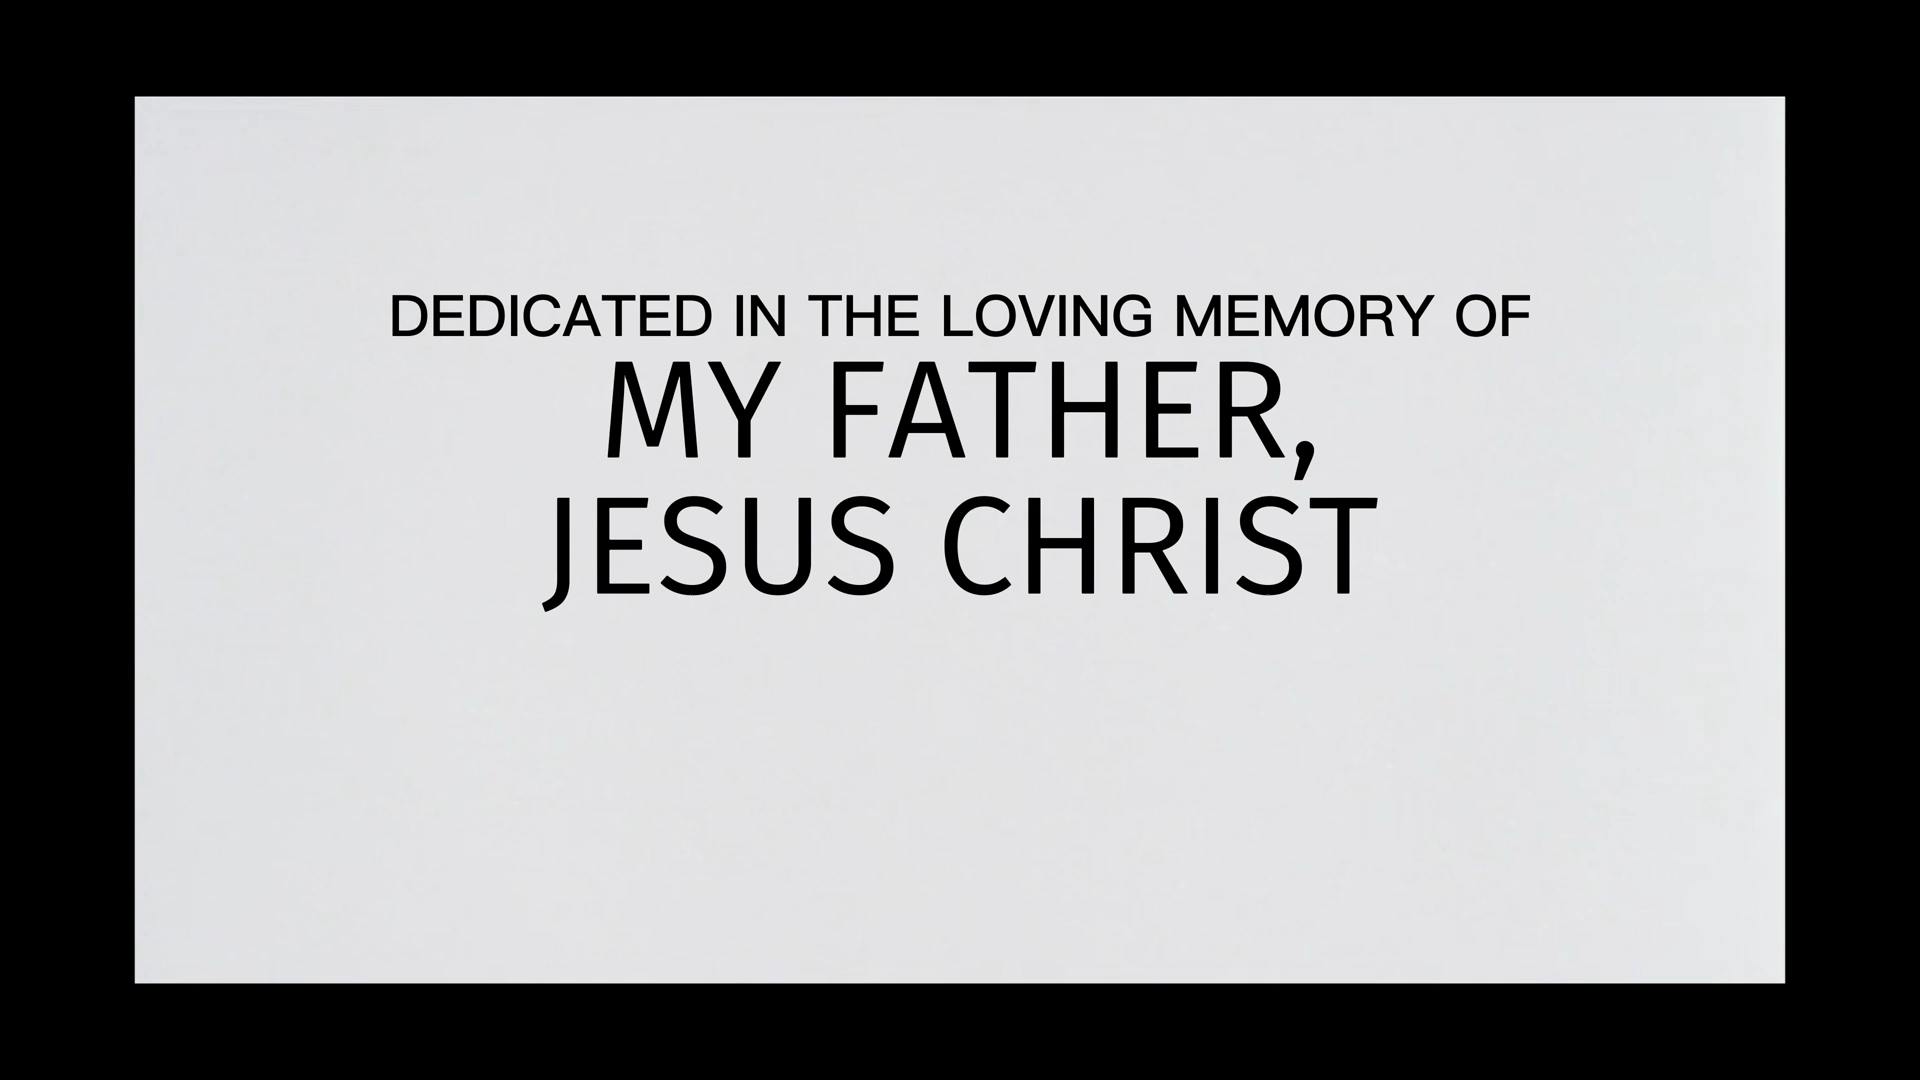 DEDICATED IN THE LOVING MEMORY OF
MY FATHER,
JESUS CHRIST